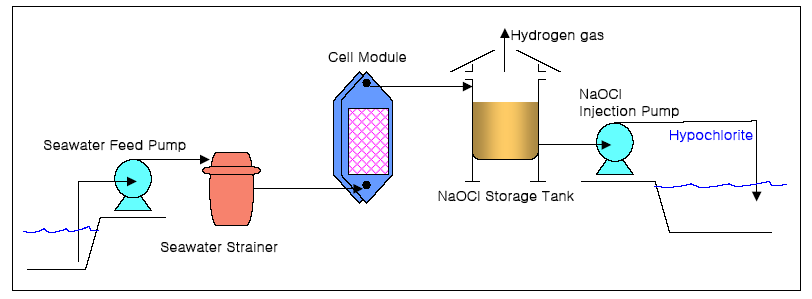 Hydrogen gas
Cell Module
NaOCl
Injection Pump
Hypochlorite
Seawater Feed Pump
NaOCl Storage Tank
Seawater Strainer